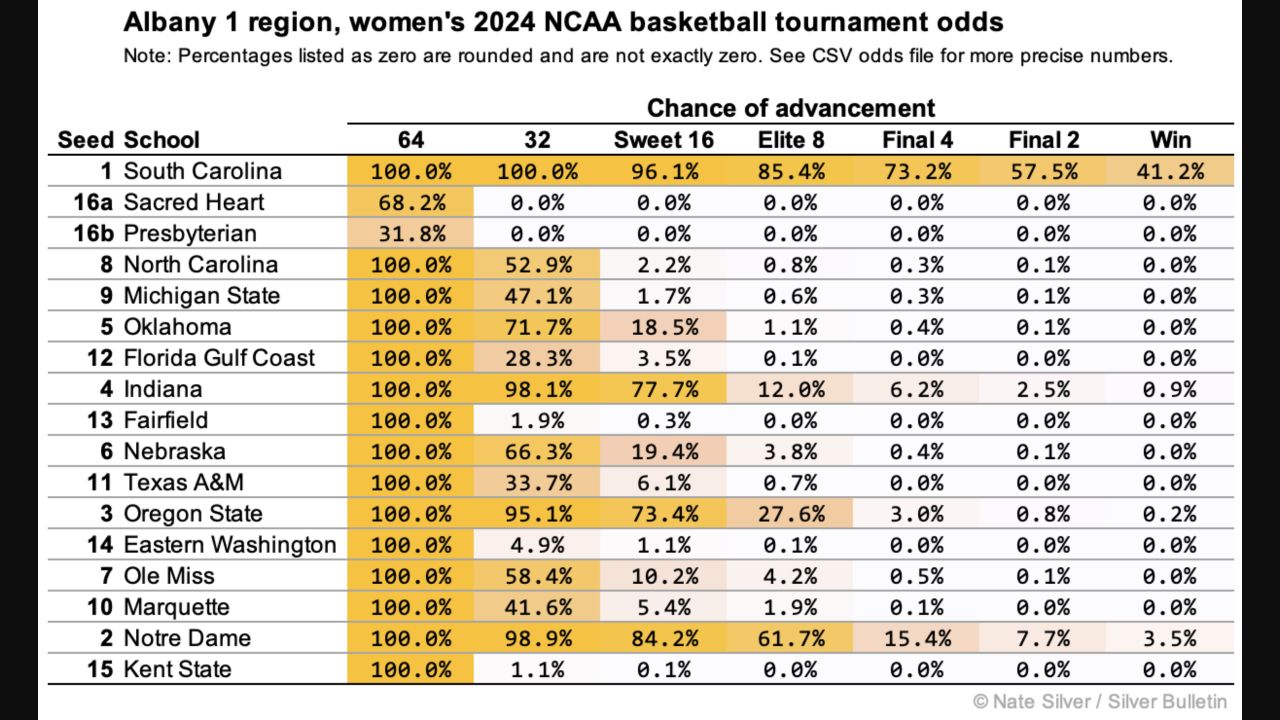 Albany 1 region, women's 2024 NCAA basketball tournament odds
Note: Percentages listed as zero are rounded and are not exactly zero. See CSV odds file for more precise numbers.
Chance of advancement
Seed School 64 32 Sweet 16 Elite 8 Final 4 Final 2 Win
1 South Carolina 100.0% 100.0% 96.1% 85.4% 73.2% 57.5% 41.2%
16a Sacred Heart 68.2% 0.0% 0.0% 0.0% 0.0% 0.0% 0.0%
16b Presbyterian 31.8% 0.0% 0.0% 0.0% 0.0% 0.0% 0.0%
8 North Carolina 100.0% 52.9% 2.2% 0.8% 0.3% 0.1% 0.0%
9 Michigan State 100.0% 47.1% 1.7% 0.6% 0.3% 0.1% 0.0%
5 Oklahoma 100.0% 71.7% 18.5% 1.1% 0.4% 0.1% 0.0%
12 Florida Gulf Coast 100.0% 28.3% 3.5% 0.1% 0.0% 0.0% 0.0%
4 Indiana 100.0% 98.1% 77.7% 12.0% 6.2% 2.5% 0.9%
13 Fairfield 100.0% 1.9% 0.3% 0.0% 0.0% 0.0% 0.0%
6 Nebraska 100.0% 66.3% 19.4% 3.8% 0.4% 0.1% 0.0%
11 Texas A&M 100.0% 33.7% 6.1% 0.7% 0.0% 0.0% 0.0%
3 Oregon State 100.0% 95.1% 73.4% 27.6% 3.0% 0.8% 0.2%
14 Eastern Washington 100.0% 4.9% 1.1% 0.1% 0.0% 0.0% 0.0%
7 Ole Miss 100.0% 58.4% 10.2% 4.2% 0.5% 0.1% 0.0%
10 Marquette 100.0% 41.6% 5.4% 1.9% 0.1% 0.0% 0.0%
2 Notre Dame 100.0% 98.9% 84.2% 61.7% 15.4% 7.7% 3.5%
15 Kent State 100.0% 1.1% 0.1% 0.0% 0.0% 0.0% 0.0%
© Nate Silver / Silver Bulletin